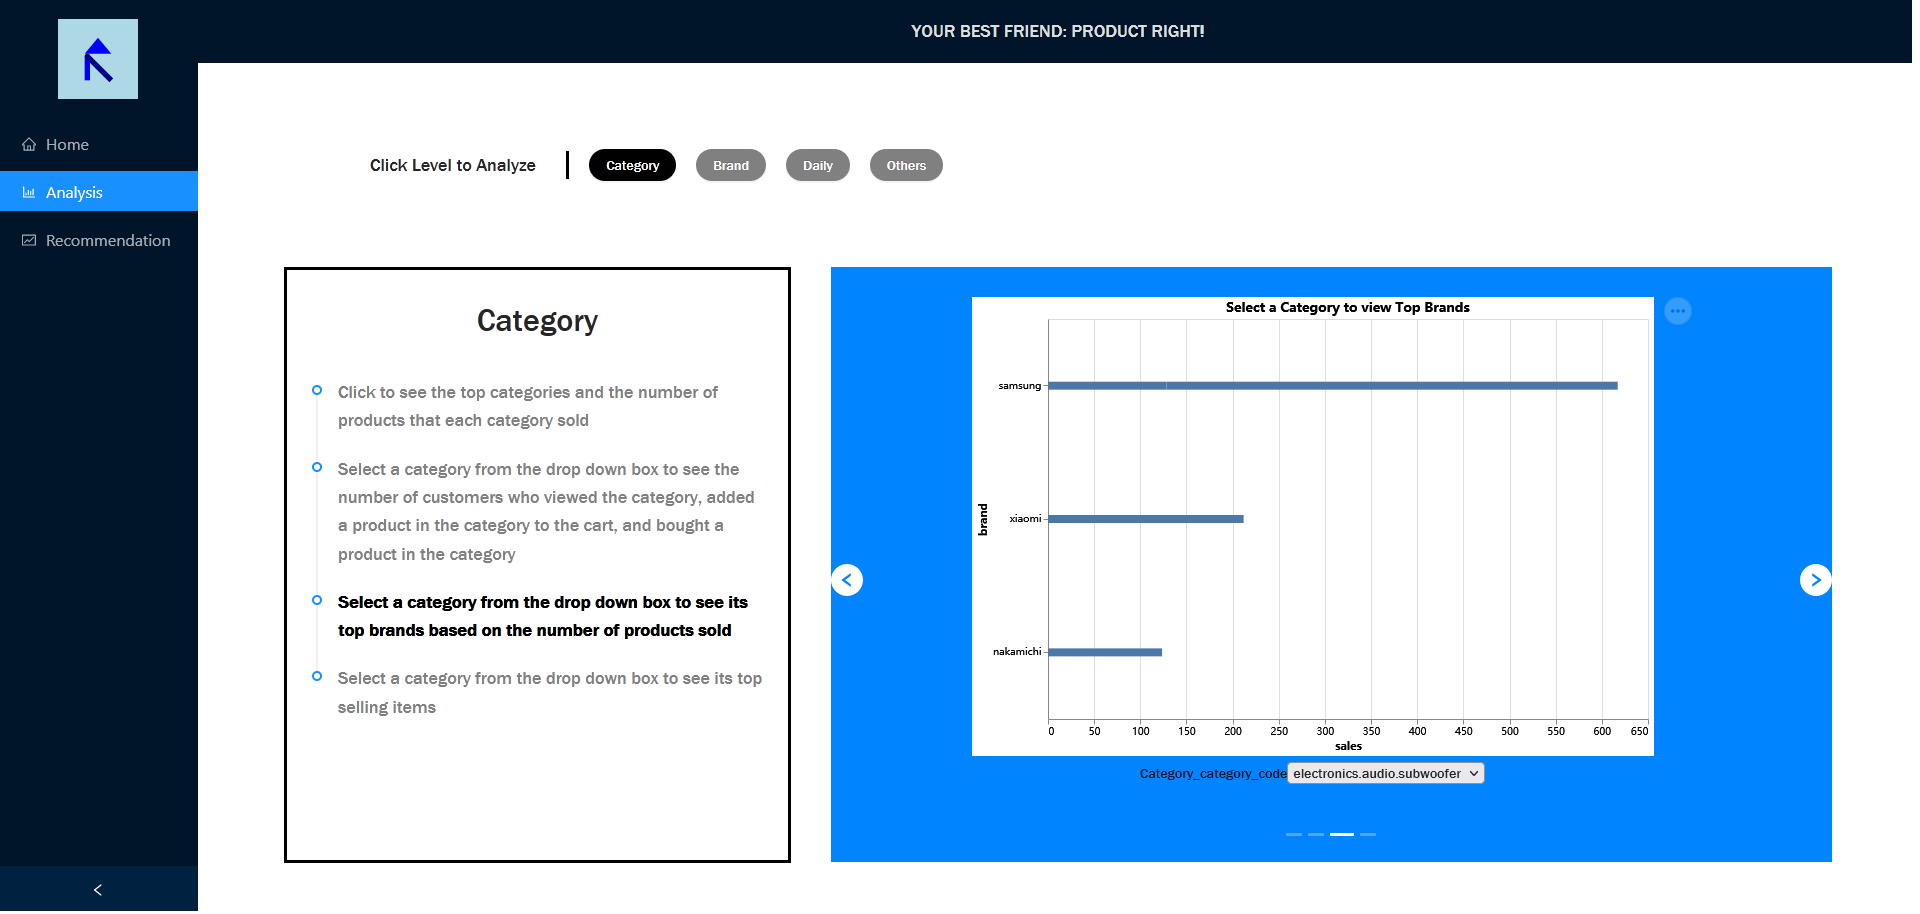 YOUR BEST FRIEND: PRODUCT RIGHT!
Home
Analysis
Recommendation
Click Level to Analyze
Category
Brand
Daily
Others
Category
Click to see the top categories and the number of
products that each category sold
Select a category from the drop down box to see the
number of customers who viewed the category, added
a product in the category to the cart, and bought a
product in the category
Select a category from the drop down box to see its
top brands based on the number of products sold
Select a category from the drop down box to see its top
selling items
Select a Category to view Top Brands
samsung
xiaomi
nakamichi
brand
0 50 100 150 200 250 300 350 400 450 500 550 600 650
sales
Category_category_code electronics.audio.subwoofer